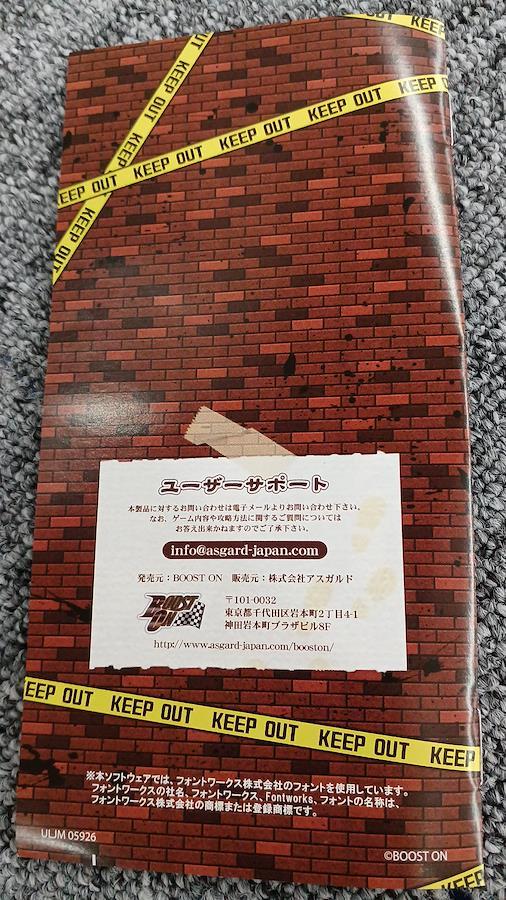 KEEP
KEEP OUT
KEEP OUT KEEP OUT KEEP OUT KEEP OUT KEEP
KEEP OUT
KEEP OUT
ユーザーサポート
本製品に対するお問い合わせは電子メールよりお問い合わせ下さい。
なお、ゲーム内容や攻略方法に関するご質問については
お答え出来かねますのでご了承下さい。
info@asgard-japan.com
発売元:BOOST ON 販売元:株式会社アスガルド
BOOST ON
〒101-0032
東京都千代田区岩本町2丁目4-1
神田岩本町プラザビル8F
http://www.asgard-japan.com/booston/
EEP OUT KEEP OUT KEEP OUT KEEP OUT KEEP
※本ソフトウェアでは、フォントワークス株式会社のフォントを使用しています。
フォントワークスの社名、フォントワークス、Fontworks、フォントの名称は、
フォントワークス株式会社の商標または登録商標です。
ULJM 05926
©BOOST ON
KEEP